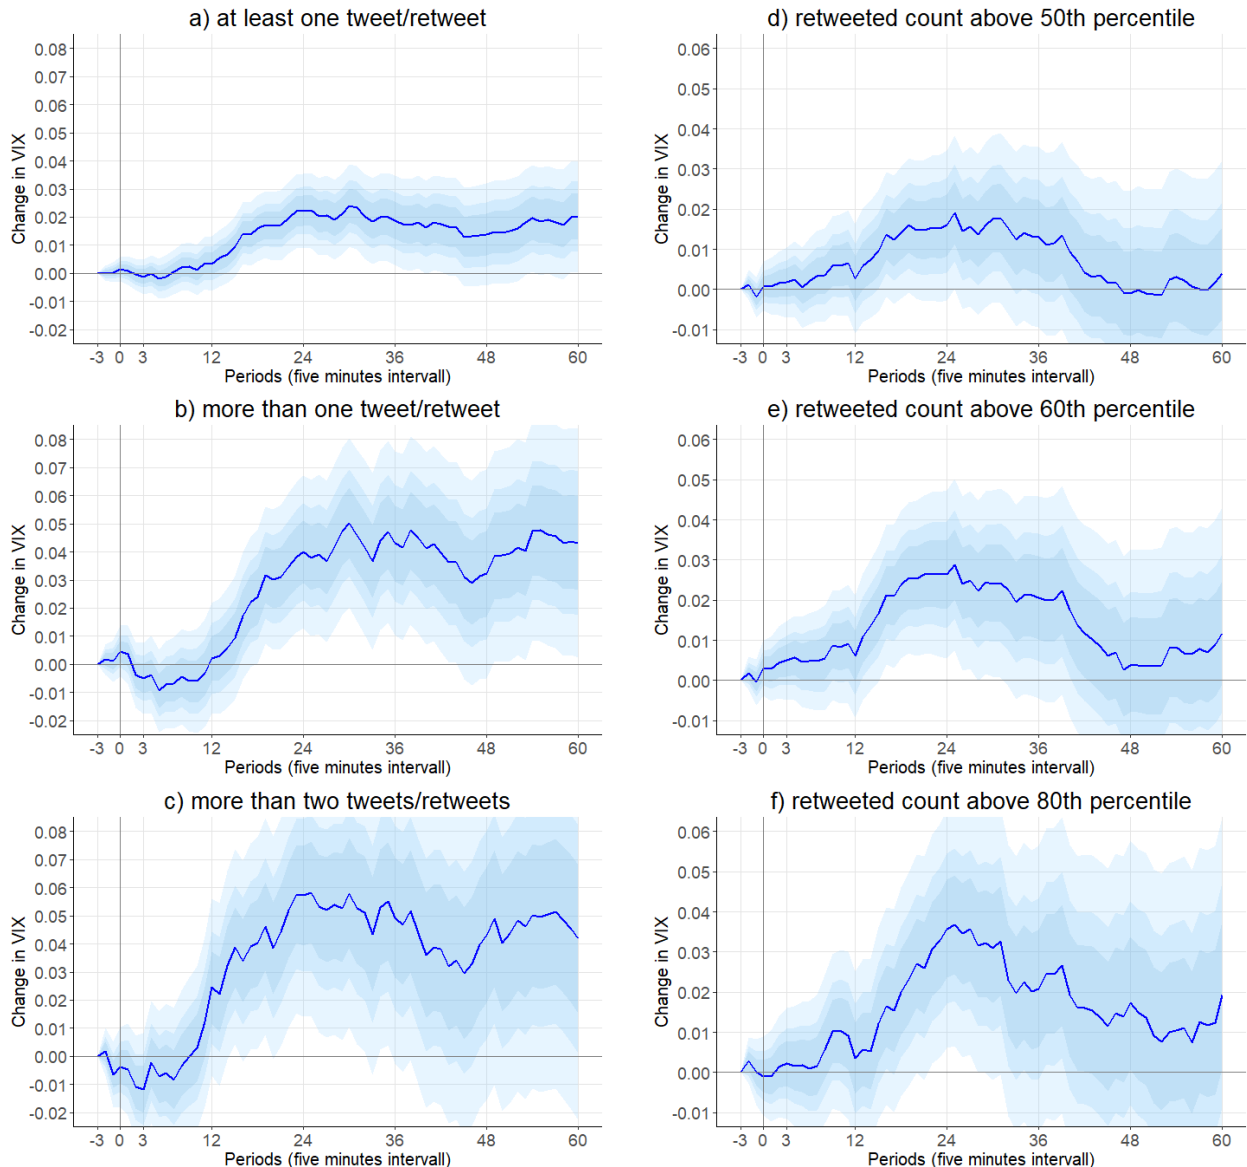 a) at least one tweet/retweet
Change in VIX
0.08
0.07
0.06
0.05
0.04
0.03
0.02
0.01
0.00
-0.01
-0.02
-3 0 3 12 24 36 48 60
Periods (five minutes intervall)
b) more than one tweet/retweet
Change in VIX
0.08
0.07
0.06
0.05
0.04
0.03
0.02
0.01
0.00
-0.01
-0.02
-3 0 3 12 24 36 48 60
Periods (five minutes intervall)
c) more than two tweets/retweets
Change in VIX
0.08
0.07
0.06
0.05
0.04
0.03
0.02
0.01
0.00
-0.01
-0.02
-3 0 3 12 24 36 48 60
Periods (five minutes intervall)
d) retweeted count above 50th percentile
Change in VIX
0.06
0.05
0.04
0.03
0.02
0.01
0.00
-0.01
-3 0 3 12 24 36 48 60
Periods (five minutes intervall)
e) retweeted count above 60th percentile
Change in VIX
0.06
0.05
0.04
0.03
0.02
0.01
0.00
-0.01
-3 0 3 12 24 36 48 60
Periods (five minutes intervall)
f) retweeted count above 80th percentile
Change in VIX
0.06
0.05
0.04
0.03
0.02
0.01
0.00
-0.01
-3 0 3 12 24 36 48 60
Periods (five minutes intervall)